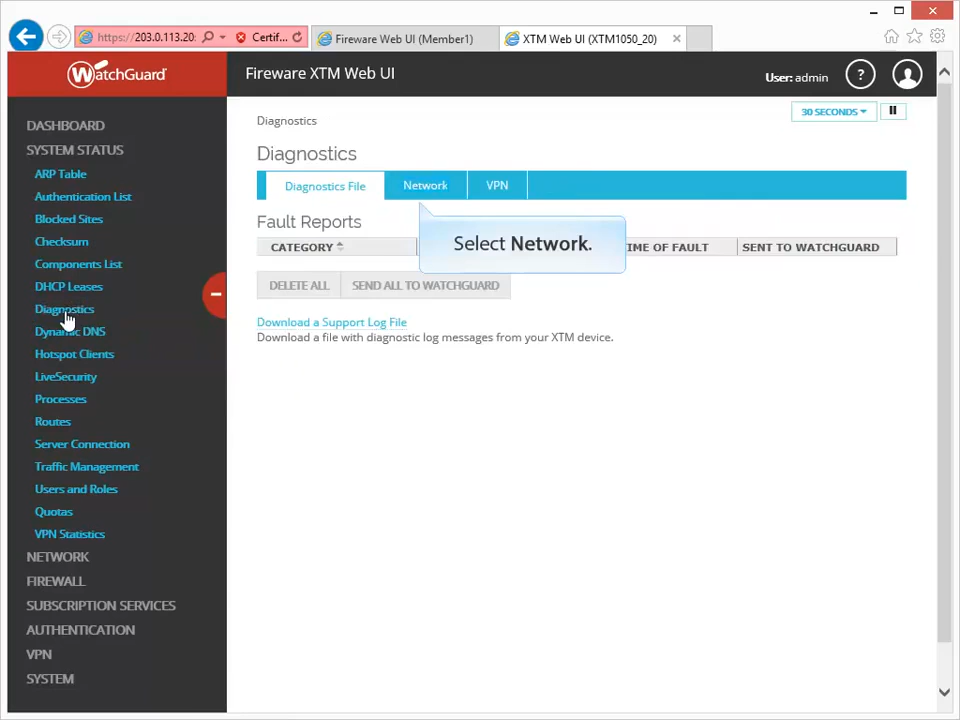 https://203.0.113.20:
Certif...
Fireware Web UI (Member1)
XTM Web UI (XTM1050_20)
WatchGuard
Fireware XTM Web UI
User: admin
?
DASHBOARD
SYSTEM STATUS
ARP Table
Authentication List
Blocked Sites
Checksum
Components List
DHCP Leases
Diagnostics
Dynamic DNS
Hotspot Clients
LiveSecurity
Processes
Routes
Server Connection
Traffic Management
Users and Roles
Quotas
VPN Statistics
NETWORK
FIREWALL
SUBSCRIPTION SERVICES
AUTHENTICATION
VPN
SYSTEM
30 SECONDS
Diagnostics
Diagnostics
Diagnostics File
Network
VPN
Fault Reports
Select Network.
CATEGORY
SENT TO WATCHGUARD
DELETE ALL
SEND ALL TO WATCHGUARD
Download a Support Log File
Download a file with diagnostic log messages from your XTM device.